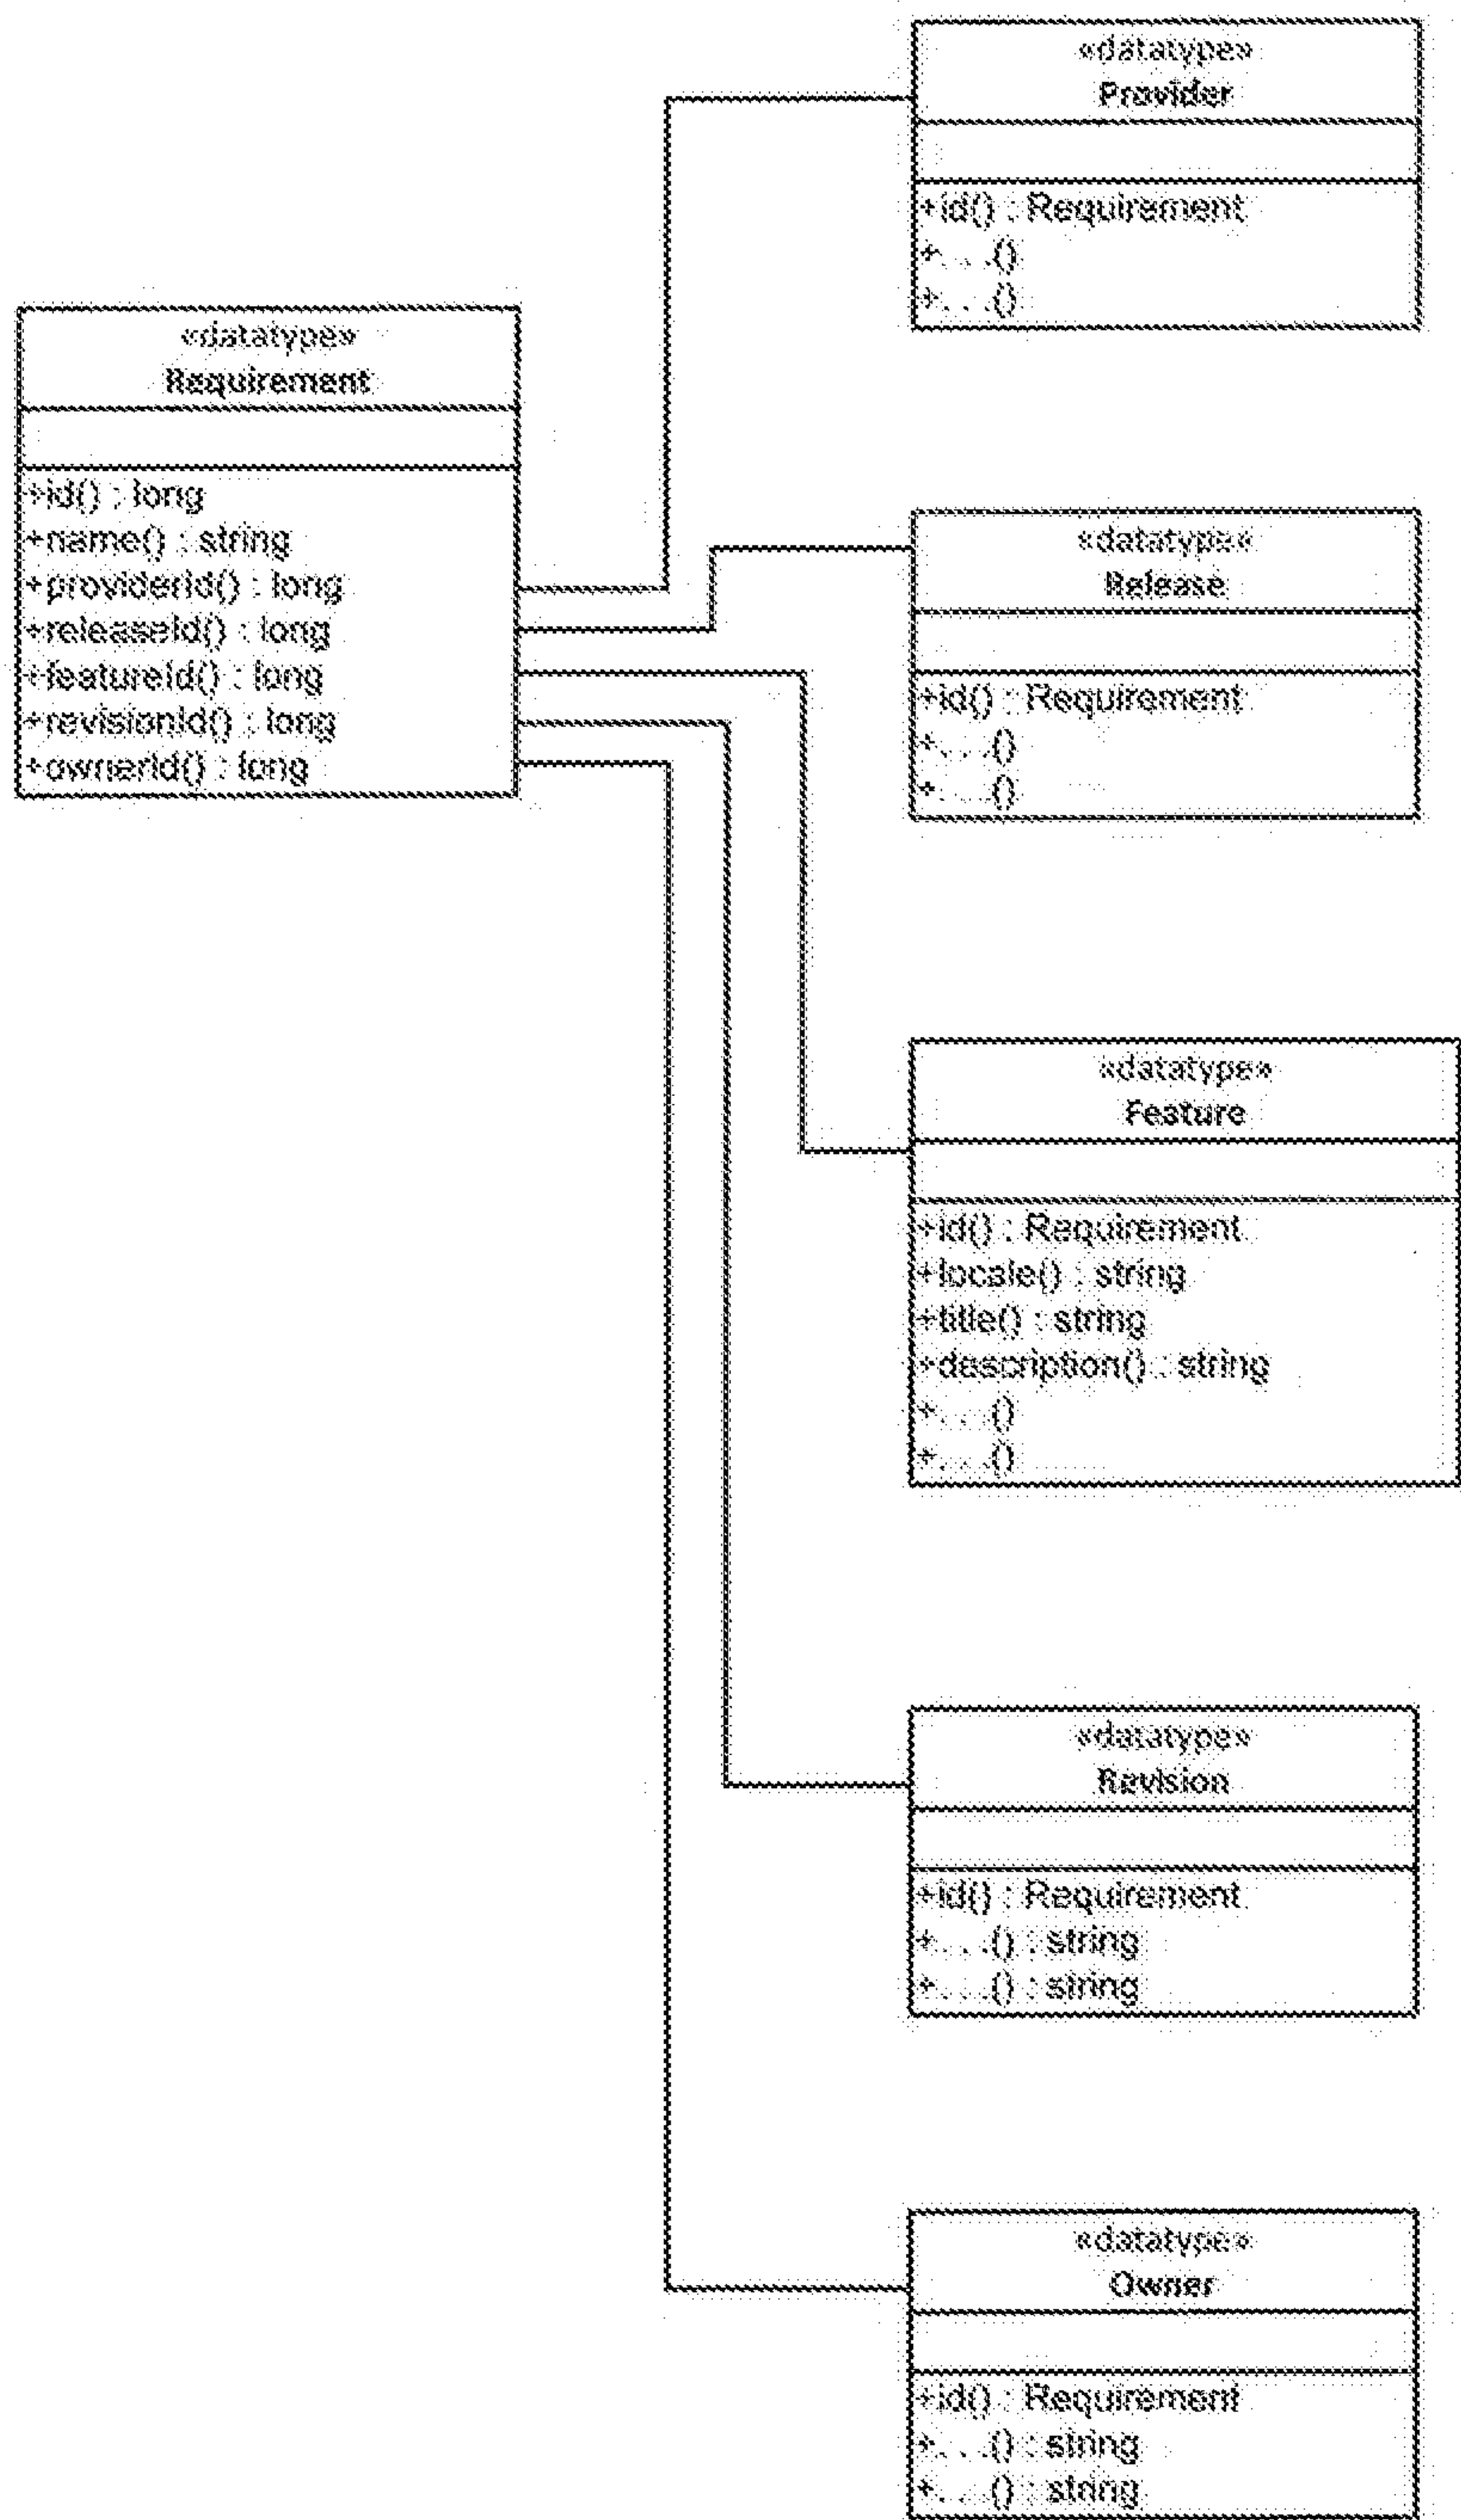 «datatype»
Provider
+id() : Requirement
+. . .()
+. . .()
«datatype»
Requirement
+id() : long
+name() : string
+providerId() : long
+releaseId() : long
+featureId() : long
+revisionId() : long
+ownerId() : long
«datatype»
Release
+id() : Requirement
+. . .()
+. . .()
«datatype»
Feature
+id() : Requirement
+locale() : string
+title() : string
+description() : string
+. . .()
+. . .()
«datatype»
Revision
+id() : Requirement
+. . .() : string
+. . .() : string
«datatype»
Owner
+id() : Requirement
+. . .() : string
+. . .() : string